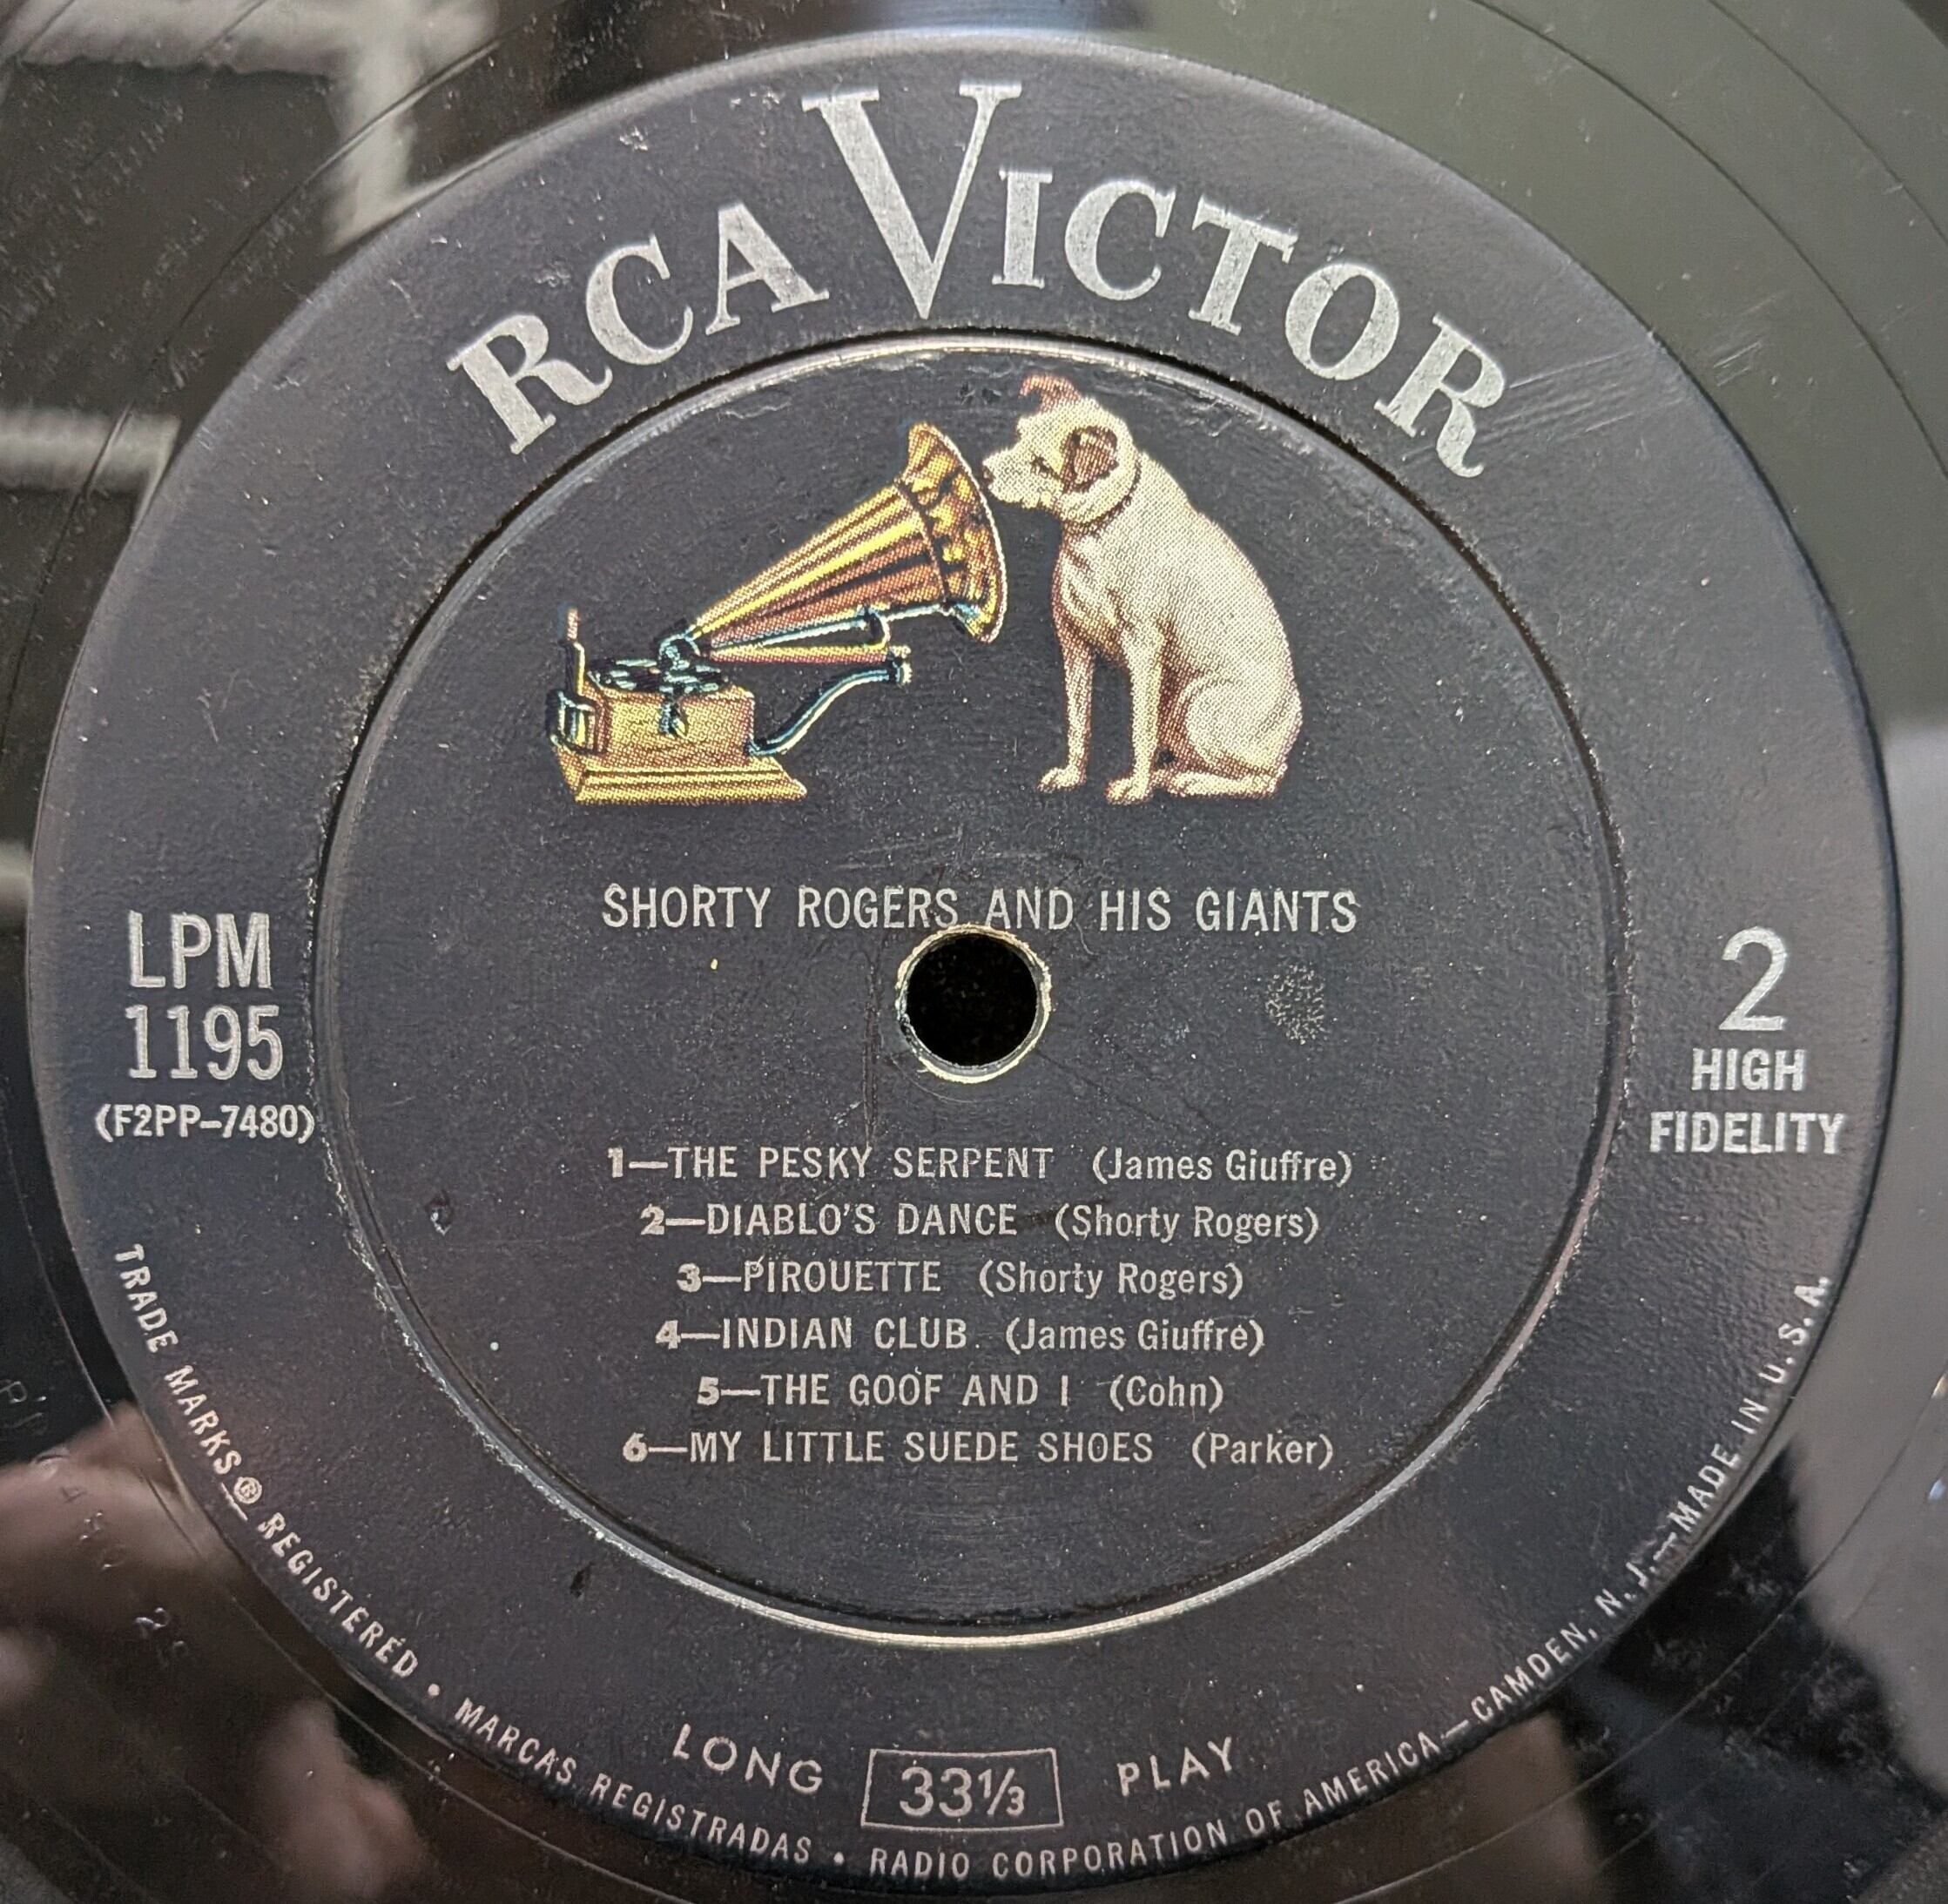 RCA VICTOR
SHORTY ROGERS AND HIS GIANTS
LPM
1195
(F2PP-7480)
2
HIGH
FIDELITY
1—THE PESKY SERPENT (James Giuffre)
2—DIABLO'S DANCE (Shorty Rogers)
3—PIROUETTE (Shorty Rogers)
4—INDIAN CLUB (James Giuffre)
5—THE GOOF AND I (Cohn)
6—MY LITTLE SUEDE SHOES (Parker)
LONG 33⅓ PLAY
TRADE MARKS ® REGISTERED • MARCAS REGISTRADAS • RADIO CORPORATION OF AMERICA—CAMDEN, N. J.—MADE IN U. S. A.